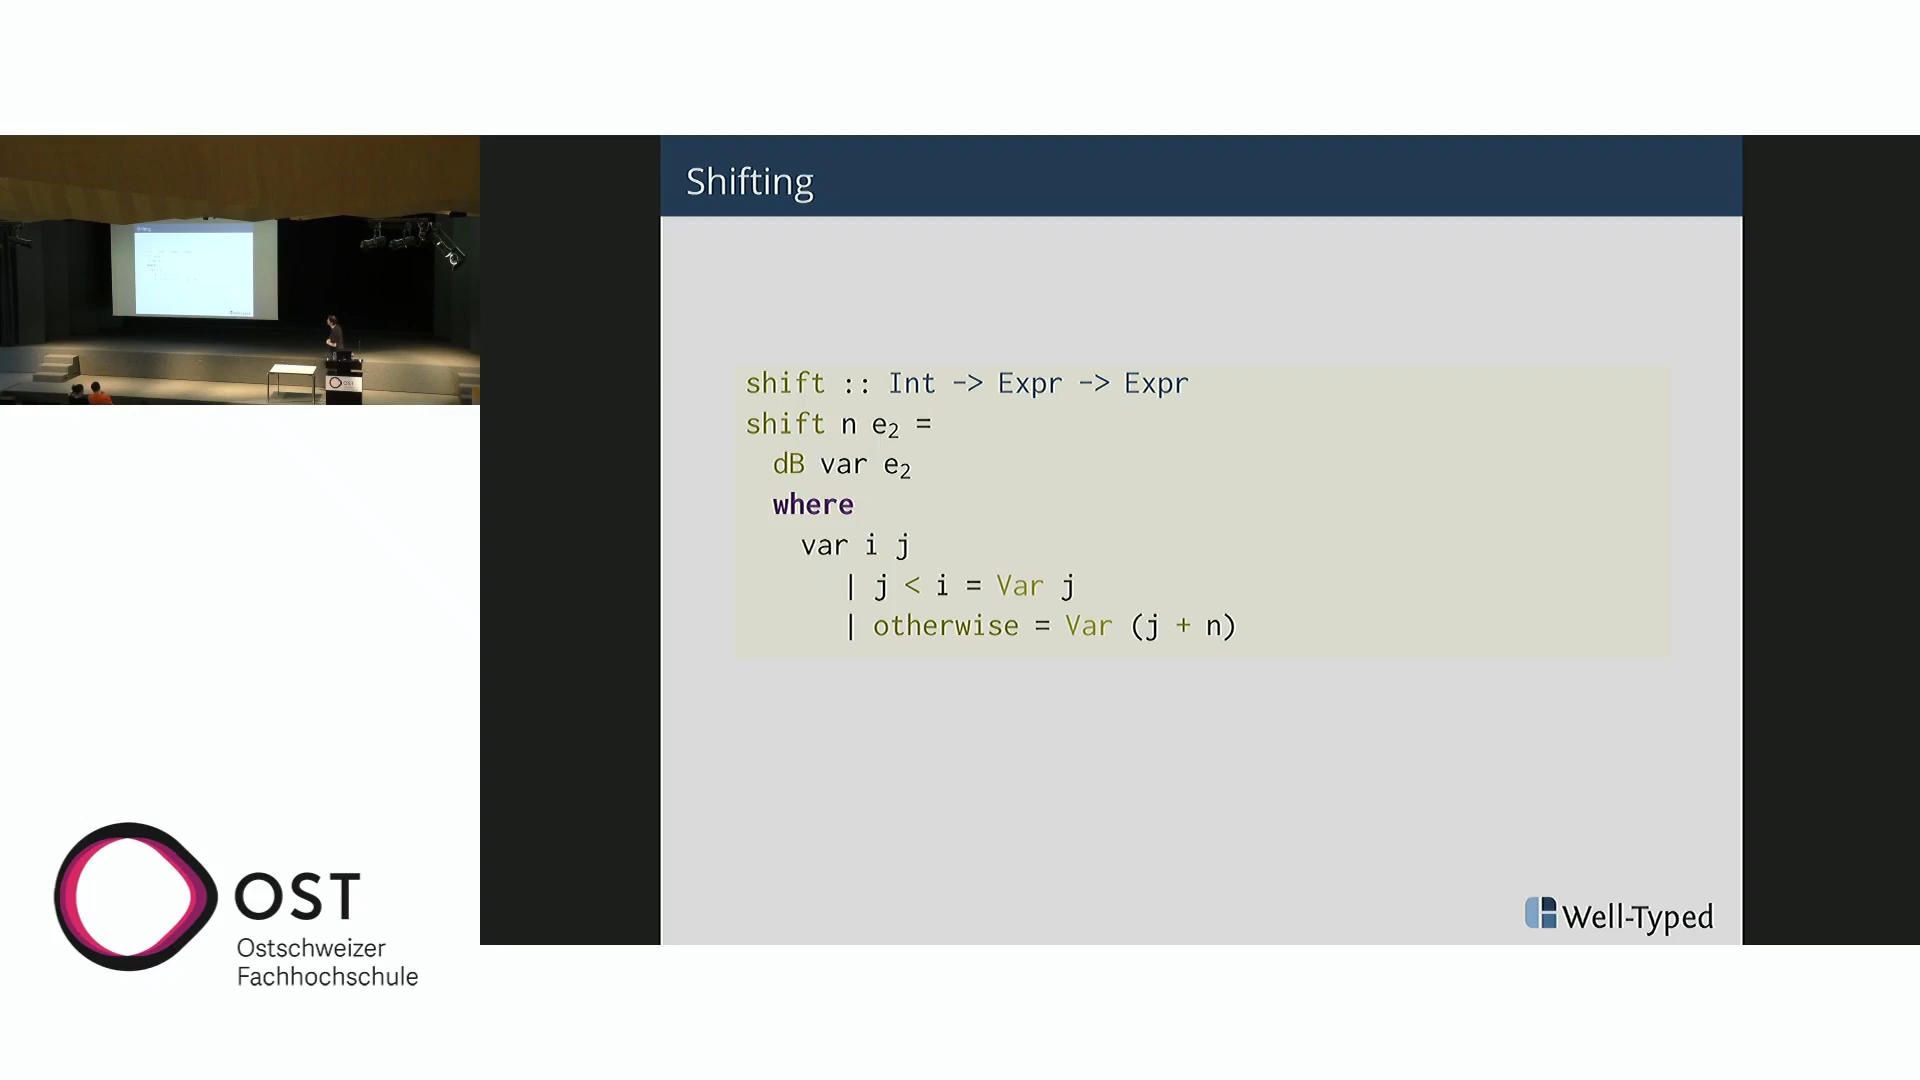 Shifting
shift :: Int -> Expr -> Expr
shift n e₂ =
dB var e₂
where
var i j
| j < i = Var j
| otherwise = Var (j + n)
Well-Typed
OST
Ostschweizer
Fachhochschule